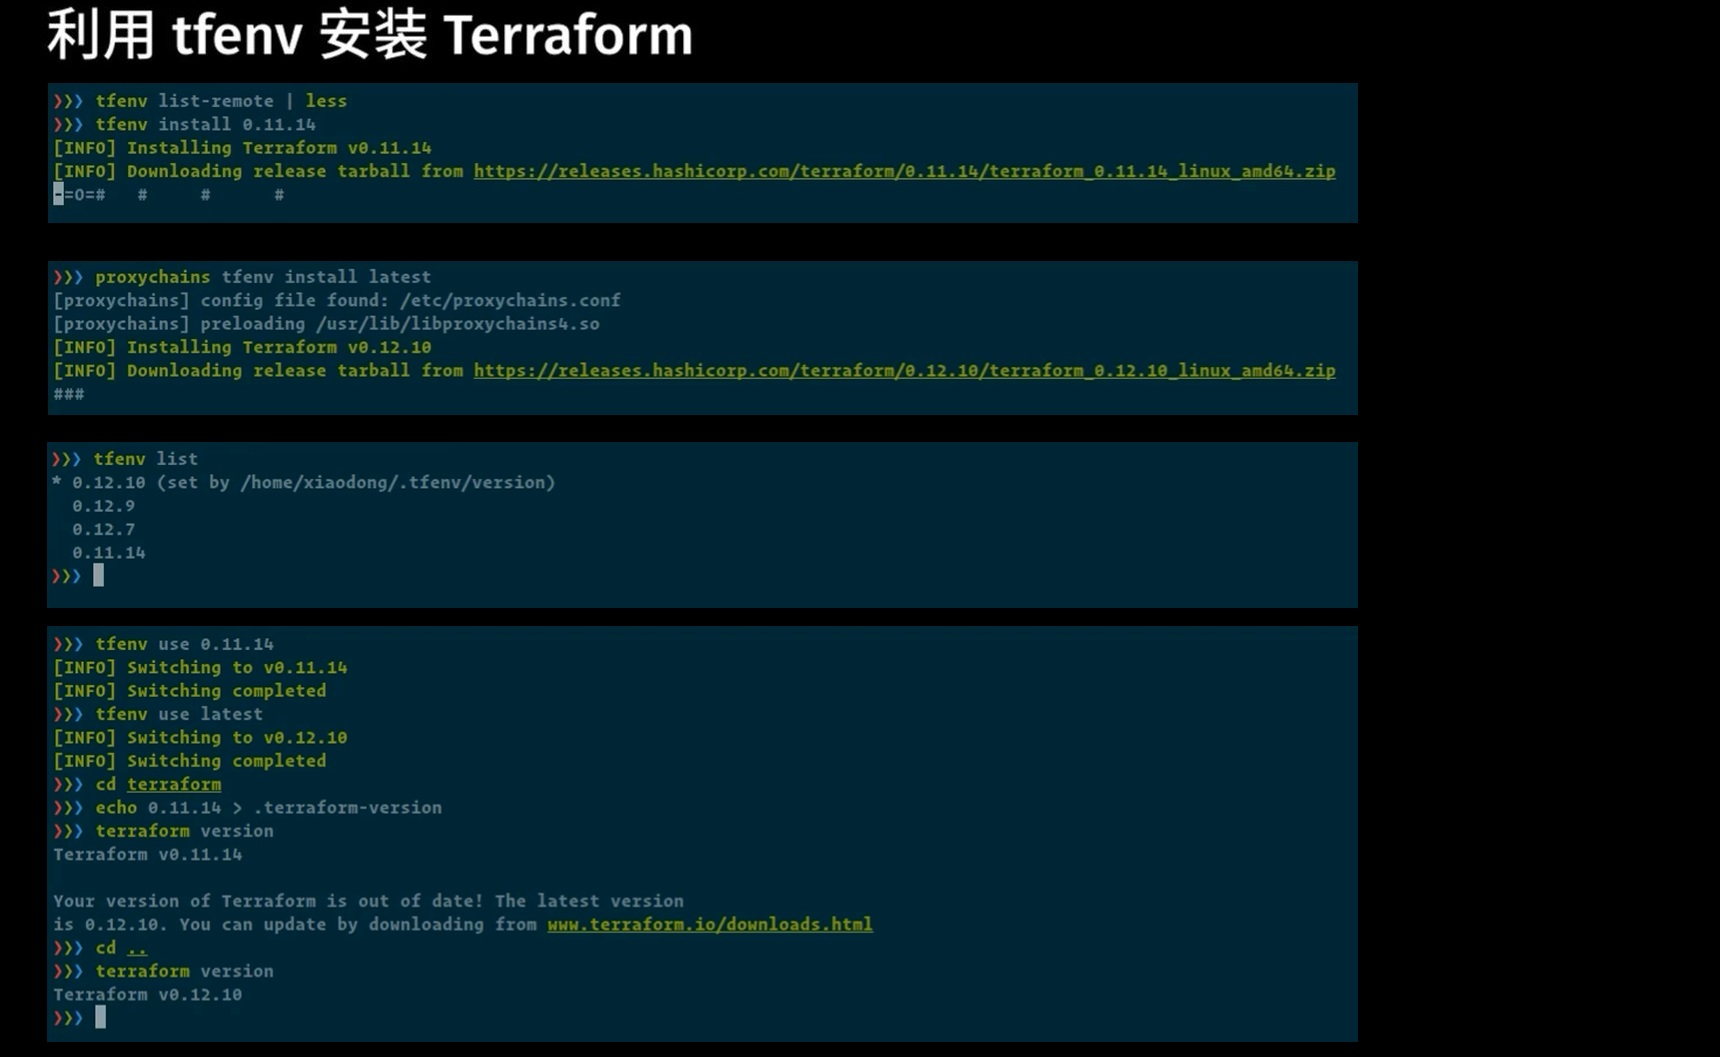 利用 tfenv 安装 Terraform
❯❯❯ tfenv list-remote | less
❯❯❯ tfenv install 0.11.14
[INFO] Installing Terraform v0.11.14
[INFO] Downloading release tarball from https://releases.hashicorp.com/terraform/0.11.14/terraform_0.11.14_linux_amd64.zip
-=O=#   #     #      #
❯❯❯ proxychains tfenv install latest
[proxychains] config file found: /etc/proxychains.conf
[proxychains] preloading /usr/lib/libproxychains4.so
[INFO] Installing Terraform v0.12.10
[INFO] Downloading release tarball from https://releases.hashicorp.com/terraform/0.12.10/terraform_0.12.10_linux_amd64.zip
###
❯❯❯ tfenv list
* 0.12.10 (set by /home/xiaodong/.tfenv/version)
  0.12.9
  0.12.7
  0.11.14
❯❯❯
❯❯❯ tfenv use 0.11.14
[INFO] Switching to v0.11.14
[INFO] Switching completed
❯❯❯ tfenv use latest
[INFO] Switching to v0.12.10
[INFO] Switching completed
❯❯❯ cd terraform
❯❯❯ echo 0.11.14 > .terraform-version
❯❯❯ terraform version
Terraform v0.11.14
Your version of Terraform is out of date! The latest version
is 0.12.10. You can update by downloading from www.terraform.io/downloads.html
❯❯❯ cd ..
❯❯❯ terraform version
Terraform v0.12.10
❯❯❯